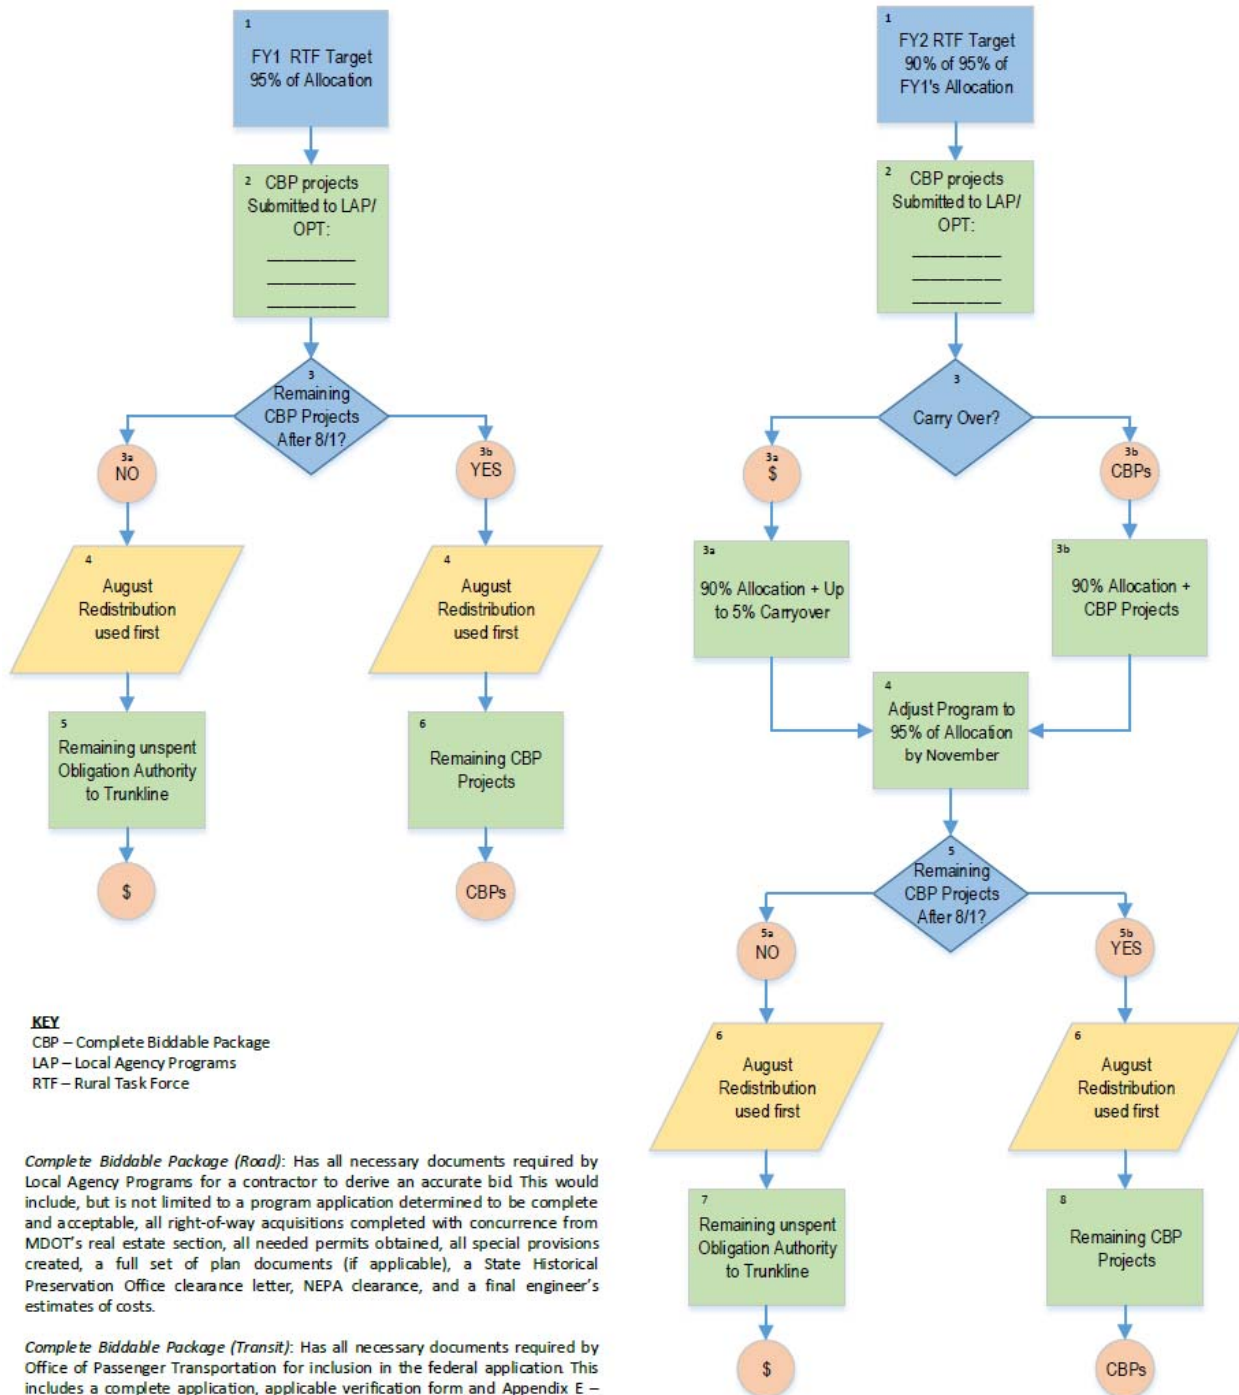 1
FY1 RTF Target
95% of Allocation
2
CBP projects
Submitted to LAP/
OPT:
3
Remaining
CBP Projects
After 8/1?
3a
NO
3b
YES
4
August
Redistribution
used first
4
August
Redistribution
used first
5
Remaining unspent
Obligation Authority
to Trunkline
6
Remaining CBP
Projects
$
CBPs
KEY
CBP – Complete Biddable Package
LAP – Local Agency Programs
RTF – Rural Task Force
Complete Biddable Package (Road): Has all necessary documents required by
Local Agency Programs for a contractor to derive an accurate bid. This would
include, but is not limited to a program application determined to be complete
and acceptable, all right-of-way acquisitions completed with concurrence from
MDOT's real estate section, all needed permits obtained, all special provisions
created, a full set of plan documents (if applicable), a State Historical
Preservation Office clearance letter, NEPA clearance, and a final engineer's
estimates of costs.
Complete Biddable Package (Transit): Has all necessary documents required by
Office of Passenger Transportation for inclusion in the federal application. This
includes a complete application, applicable verification form and Appendix E –
1
FY2 RTF Target
90% of 95% of
FY1's Allocation
2
CBP projects
Submitted to LAP/
OPT:
3
Carry Over?
3a
$
3b
CBPs
3a
90% Allocation + Up
to 5% Carryover
3b
90% Allocation +
CBP Projects
4
Adjust Program to
95% of Allocation
by November
5
Remaining
CBP Projects
After 8/1?
5a
NO
5b
YES
6
August
Redistribution
used first
6
August
Redistribution
used first
7
Remaining unspent
Obligation Authority
to Trunkline
8
Remaining CBP
Projects
$
CBPs